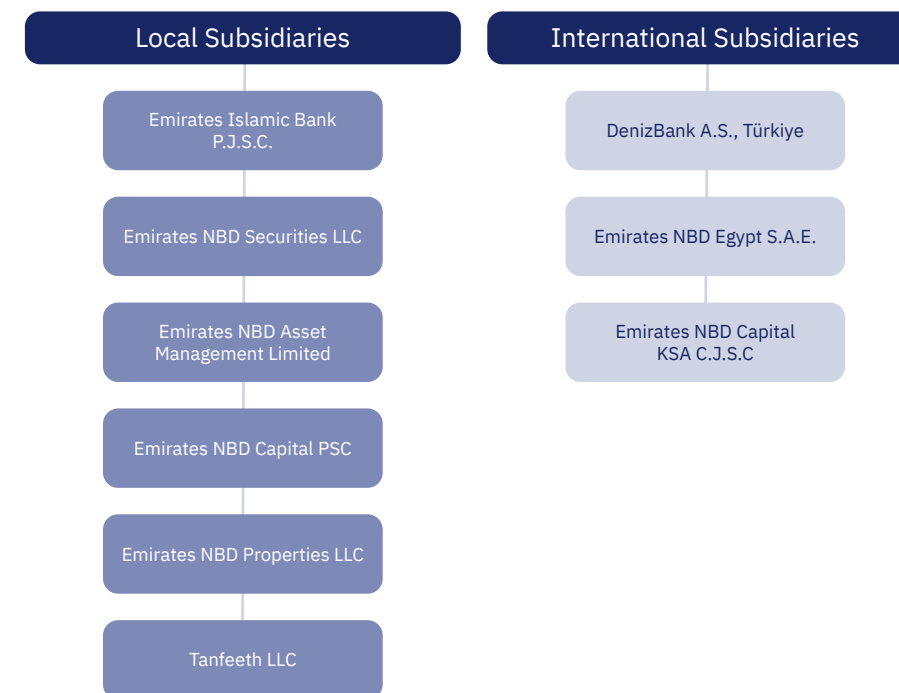 Local Subsidiaries
Emirates Islamic Bank
P.J.S.C.
Emirates NBD Securities LLC
Emirates NBD Asset
Management Limited
Emirates NBD Capital PSC
Emirates NBD Properties LLC
Tanfeeth LLC
International Subsidiaries
DenizBank A.S., Türkiye
Emirates NBD Egypt S.A.E.
Emirates NBD Capital
KSA C.J.S.C